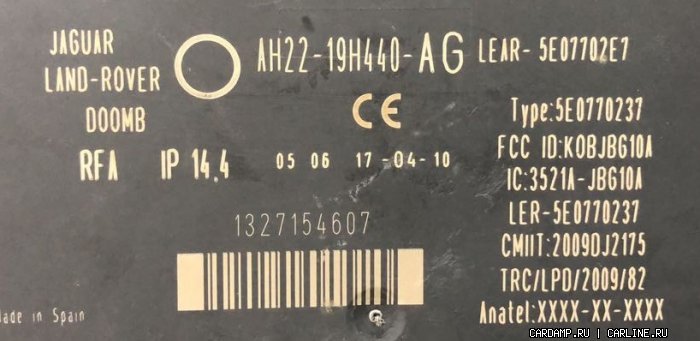 JAGUAR
LAND-ROVER
DOOMB
RFA IP 14.4
AH22-19H440-AG
LEAR-5E07702E7
CE
05 06 17-04-10
1327154607
Type:5E0770237
FCC ID:KOBJBG10A
IC:3521A-JBG10A
LER-5E0770237
CMIIT:2009DJ2175
TRC/LPD/2009/82
Anatel:XXXX-XX-XXXX
in Spain
CARDAMP.RU | CARLINE.RU